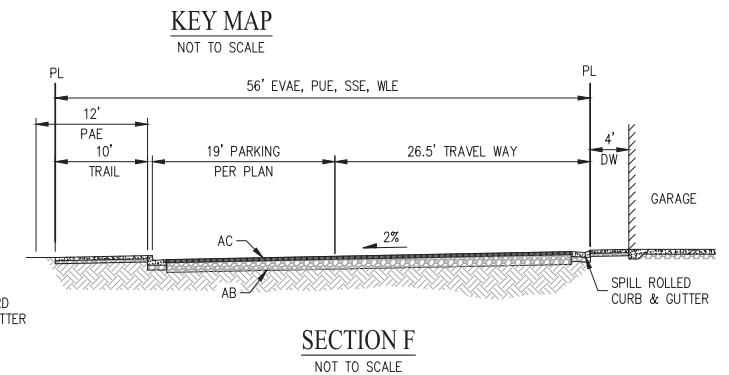 KEY MAP
NOT TO SCALE
PL
PL
56' EVAE, PUE, SSE, WLE
12'
PAE
10'
TRAIL
19' PARKING
PER PLAN
26.5' TRAVEL WAY
4'
DW
GARAGE
AC
2%
AB
SPILL ROLLED
CURB & GUTTER
RD
TTER
SECTION F
NOT TO SCALE